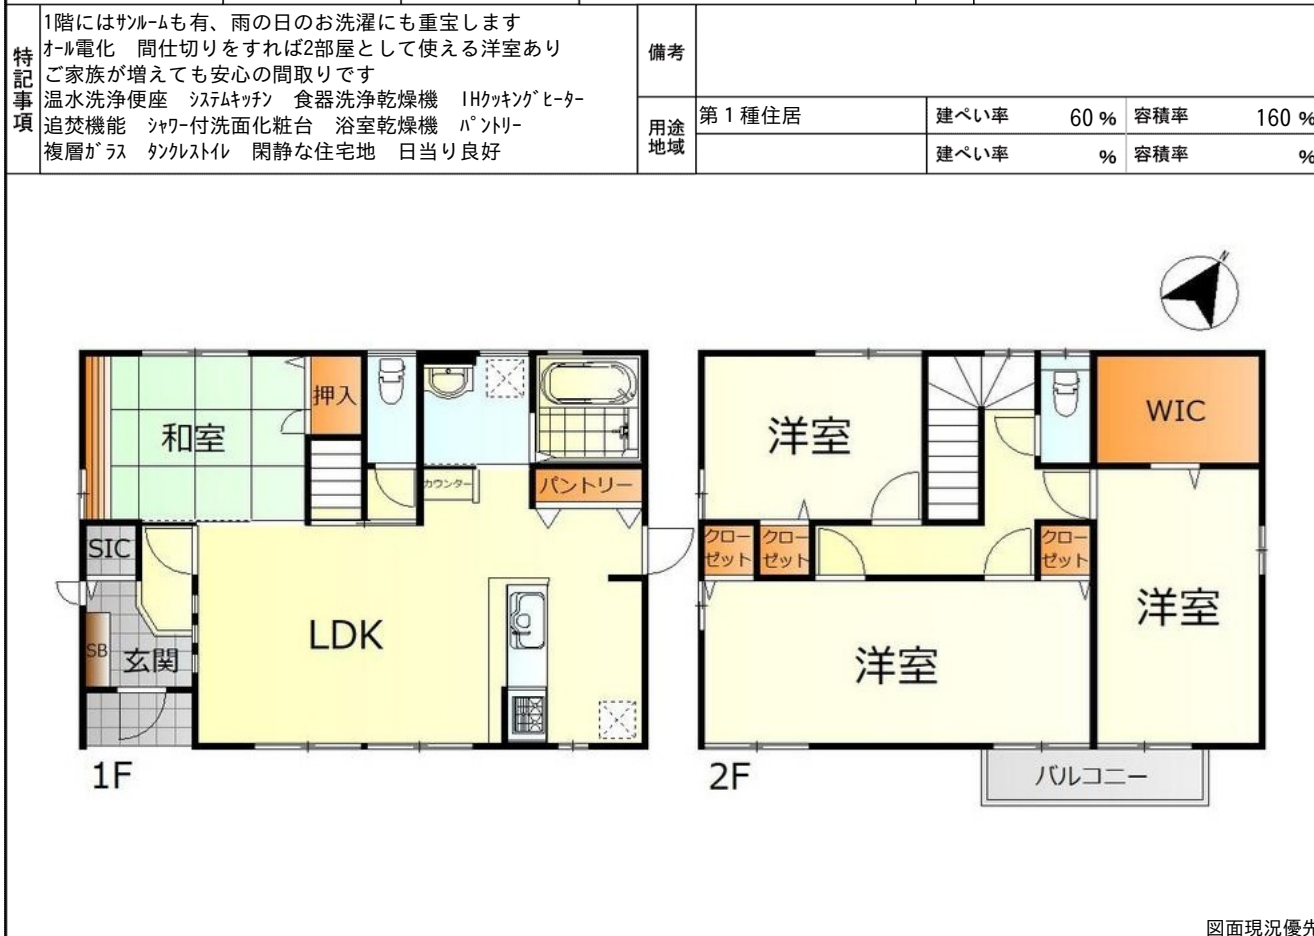 特記事項
1階にはｻﾝﾙｰﾑも有、雨の日のお洗濯にも重宝します
ｵｰﾙ電化　間仕切りをすれば2部屋として使える洋室あり
ご家族が増えても安心の間取りです
温水洗浄便座　ｼｽﾃﾑｷｯﾁﾝ　食器洗浄乾燥機　IHｸｯｷﾝｸﾞﾋｰﾀｰ
追焚機能　ｼｬﾜｰ付洗面化粧台　浴室乾燥機　ﾊﾟﾝﾄﾘｰ
複層ｶﾞﾗｽ　ﾀﾝｸﾚｽﾄｲﾚ　閑静な住宅地　日当り良好
備考
用途地域
第１種住居 建ぺい率 60 % 容積率 160 %
建ぺい率 % 容積率 %
N
和室
押入
カウンター
パントリー
SIC
SB
玄関
LDK
1F
洋室
WIC
クローゼット
クローゼット
クローゼット
洋室
洋室
バルコニー
2F
図面現況優先